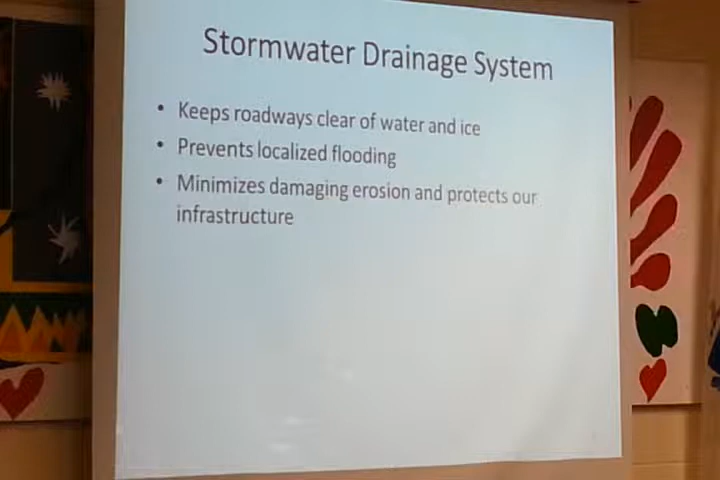 Stormwater Drainage System
• Keeps roadways clear of water and ice
• Prevents localized flooding
• Minimizes damaging erosion and protects our
infrastructure